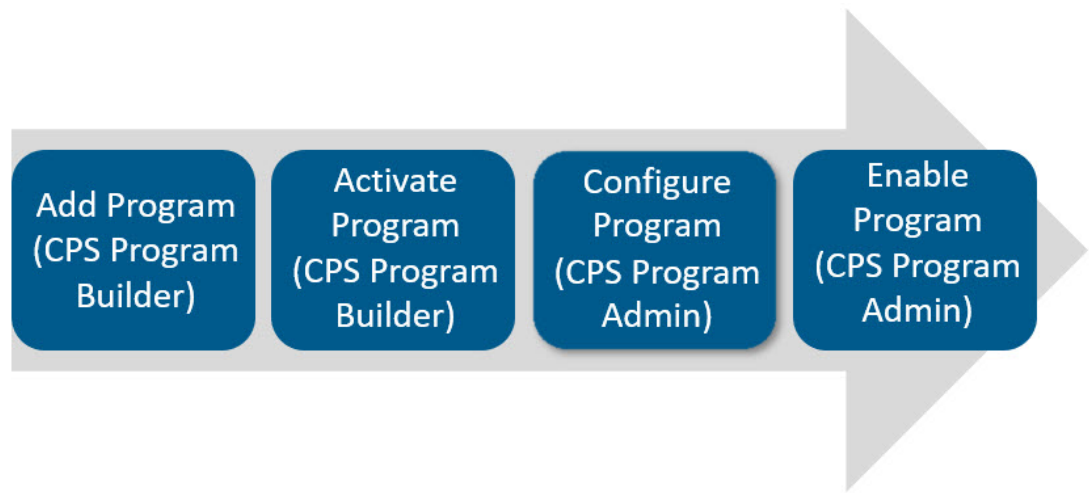 Add Program
(CPS Program
Builder)
Activate
Program
(CPS Program
Builder)
Configure
Program
(CPS Program
Admin)
Enable
Program
(CPS Program
Admin)